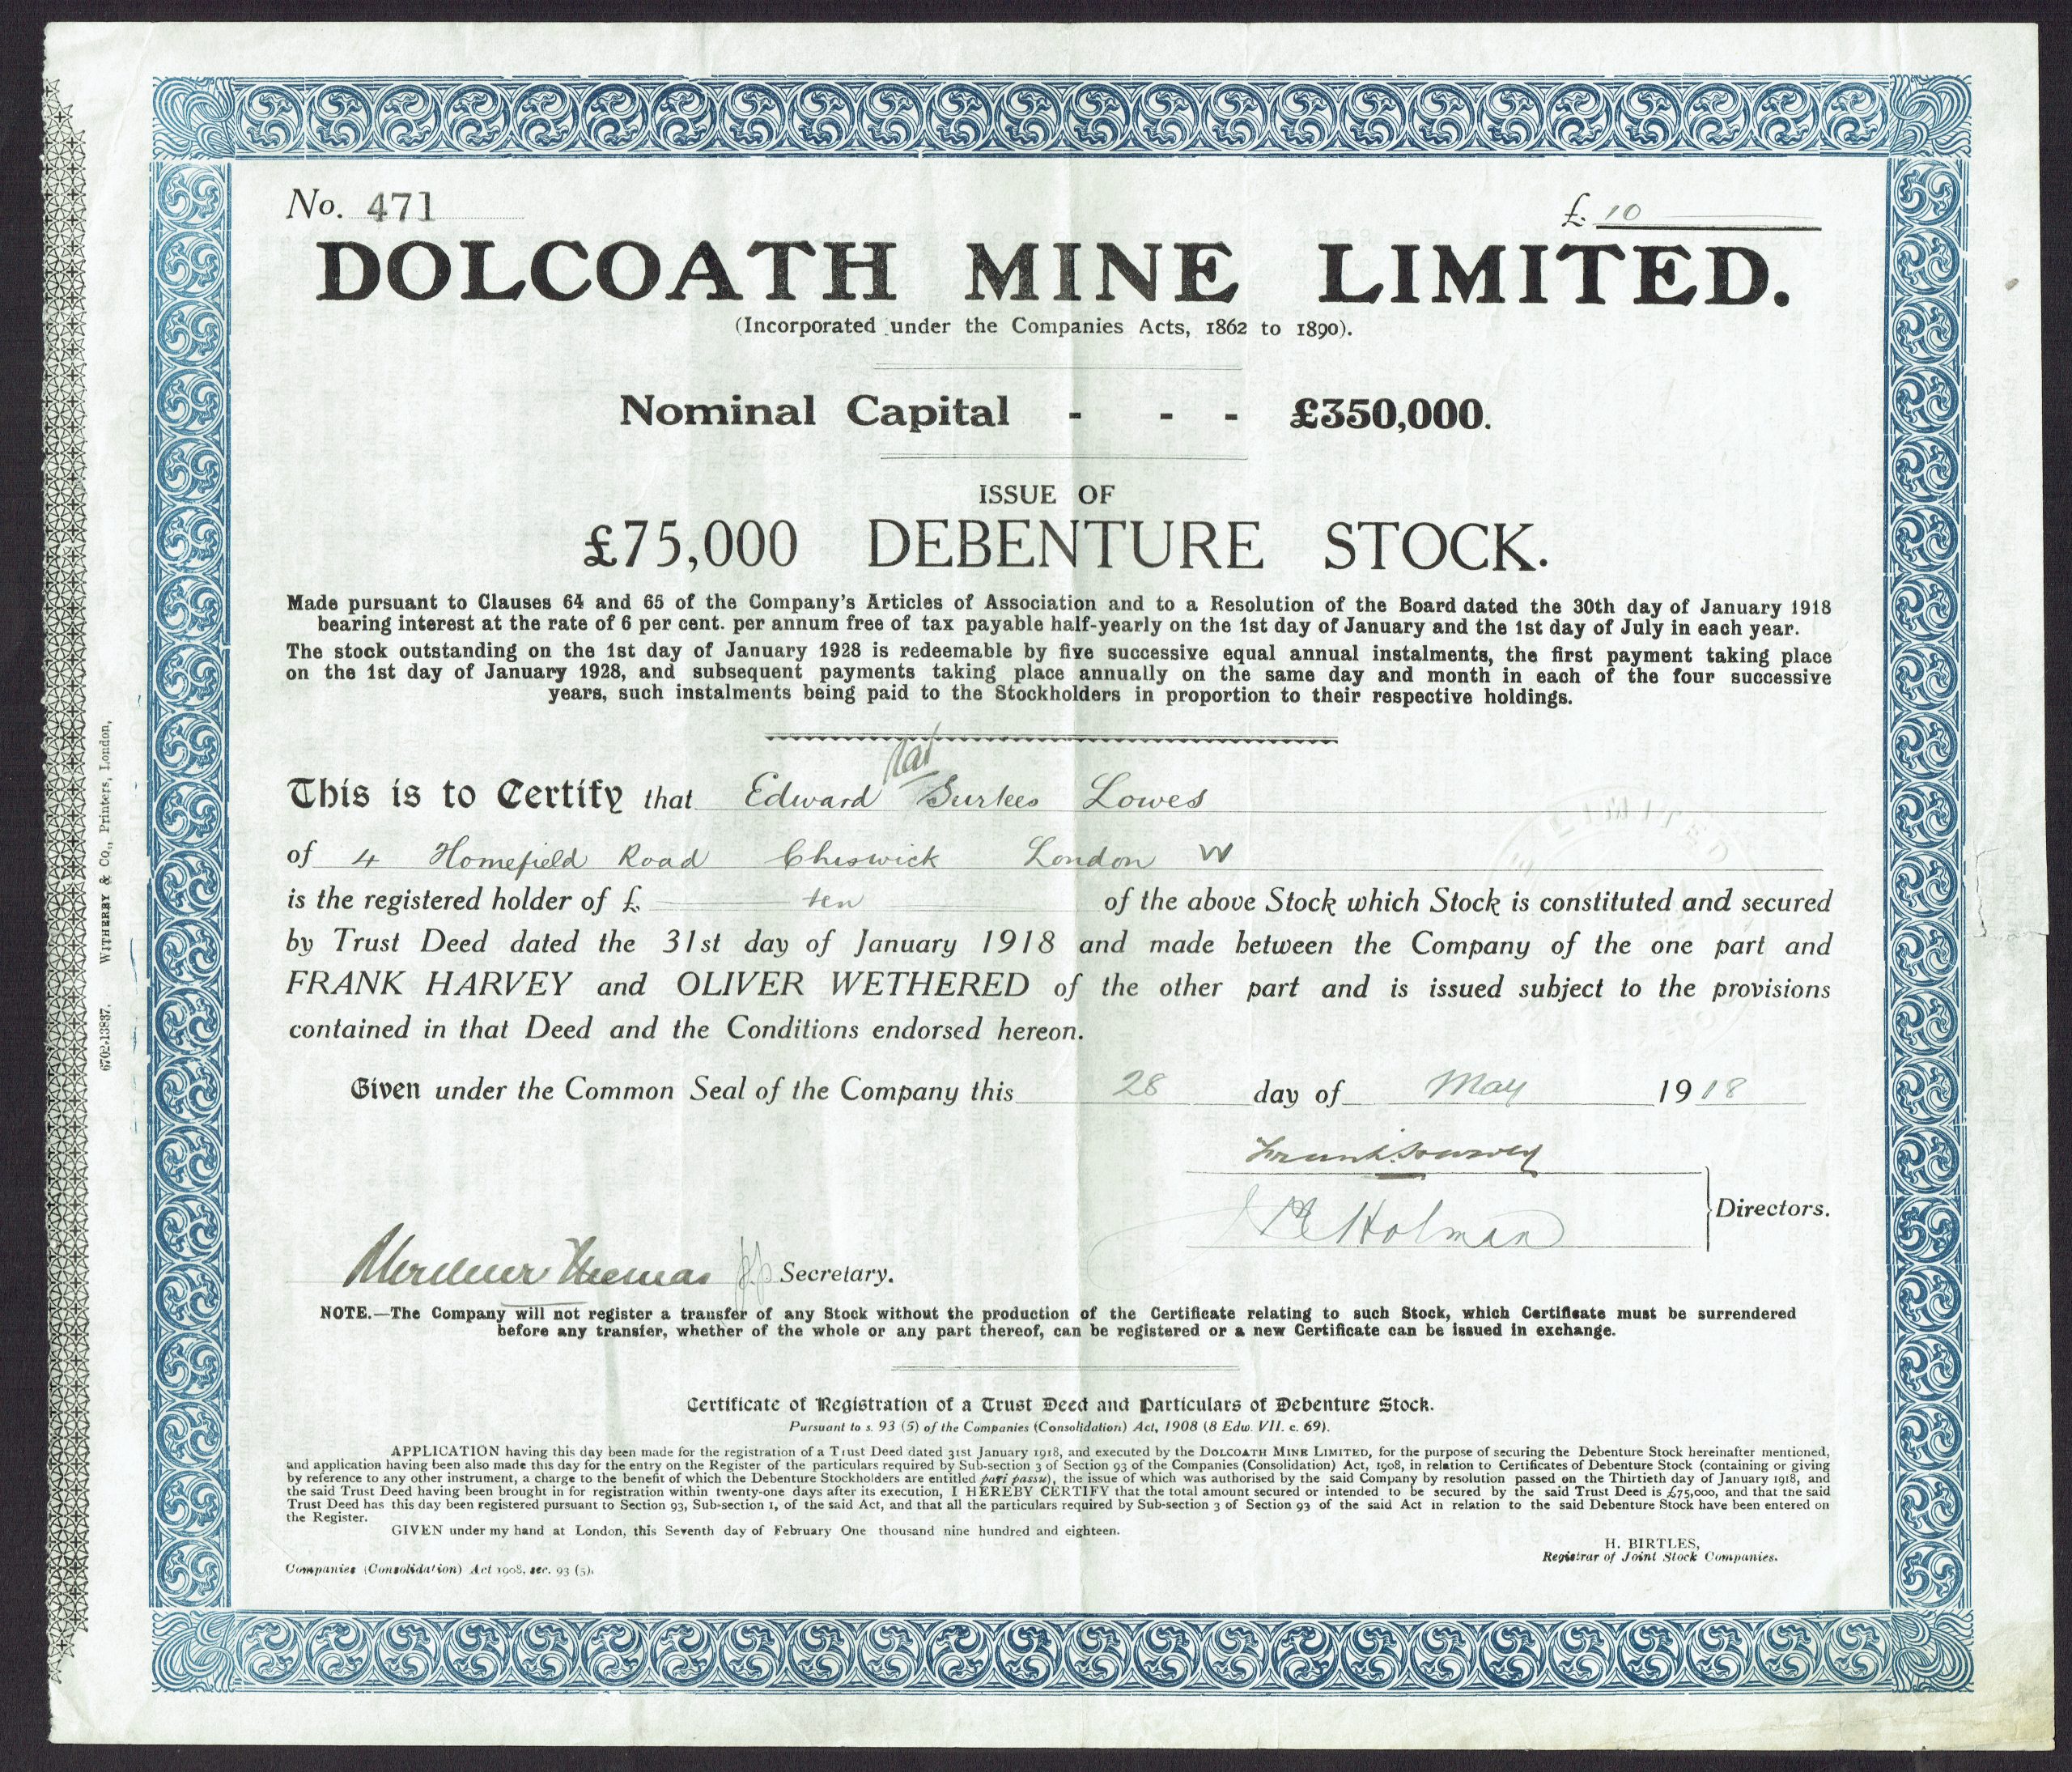 No. 471
£ 10
DOLCOATH MINE LIMITED.
(Incorporated under the Companies Acts, 1862 to 1890).
Nominal Capital - - - £350,000.
ISSUE OF
£75,000 DEBENTURE STOCK.
Made pursuant to Clauses 64 and 65 of the Company's Articles of Association and to a Resolution of the Board dated the 30th day of January 1918
bearing interest at the rate of 6 per cent. per annum free of tax payable half-yearly on the 1st day of January and the 1st day of July in each year.
The stock outstanding on the 1st day of January 1928 is redeemable by five successive equal annual instalments, the first payment taking place
on the 1st day of January 1928, and subsequent payments taking place annually on the same day and month in each of the four successive
years, such instalments being paid to the Stockholders in proportion to their respective holdings.
This is to Certify that Edward Surtees Lowes
of 4 Homefield Road Chiswick London W
is the registered holder of £ ten of the above Stock which Stock is constituted and secured
by Trust Deed dated the 31st day of January 1918 and made between the Company of the one part and
FRANK HARVEY and OLIVER WETHERED of the other part and is issued subject to the provisions
contained in that Deed and the Conditions endorsed hereon.
Given under the Common Seal of the Company this 28 day of May 1918
Frank Harvey
Holman
Directors.
Thomas Secretary.
NOTE.—The Company will not register a transfer of any Stock without the production of the Certificate relating to such Stock, which Certificate must be surrendered
before any transfer, whether of the whole or any part thereof, can be registered or a new Certificate can be issued in exchange.
Certificate of Registration of a Trust Deed and Particulars of Debenture Stock.
Pursuant to s. 93 (5) of the Companies (Consolidation) Act, 1908 (8 Edw. VII. c. 69).
APPLICATION having this day been made for the registration of a Trust Deed dated 31st January 1918, and executed by the DOLCOATH MINE LIMITED, for the purpose of securing the Debenture Stock hereinafter mentioned,
and application having been also made this day for the entry on the Register of the particulars required by Sub-section 3 of Section 93 of the Companies (Consolidation) Act, 1908, in relation to Certificates of Debenture Stock (containing or giving
by reference to any other instrument, a charge to the benefit of which the Debenture Stockholders are entitled pari passu), the issue of which was authorised by the said Company by resolution passed on the Thirtieth day of January 1918, and
the said Trust Deed having been brought in for registration within twenty-one days after its execution, I HEREBY CERTIFY that the total amount secured or intended to be secured by the said Trust Deed is £75,000, and that the said
Trust Deed has this day been registered pursuant to Section 93, Sub-section 1, of the said Act, and that all the particulars required by Sub-section 3 of Section 93 of the said Act in relation to the said Debenture Stock have been entered on
the Register.
GIVEN under my hand at London, this Seventh day of February One thousand nine hundred and eighteen.
H. BIRTLES,
Registrar of Joint Stock Companies.
Companies (Consolidation) Act 1908, sec. 93 (5).
6702-13837. WITHERBY & Co., Printers, London,
LIMITED